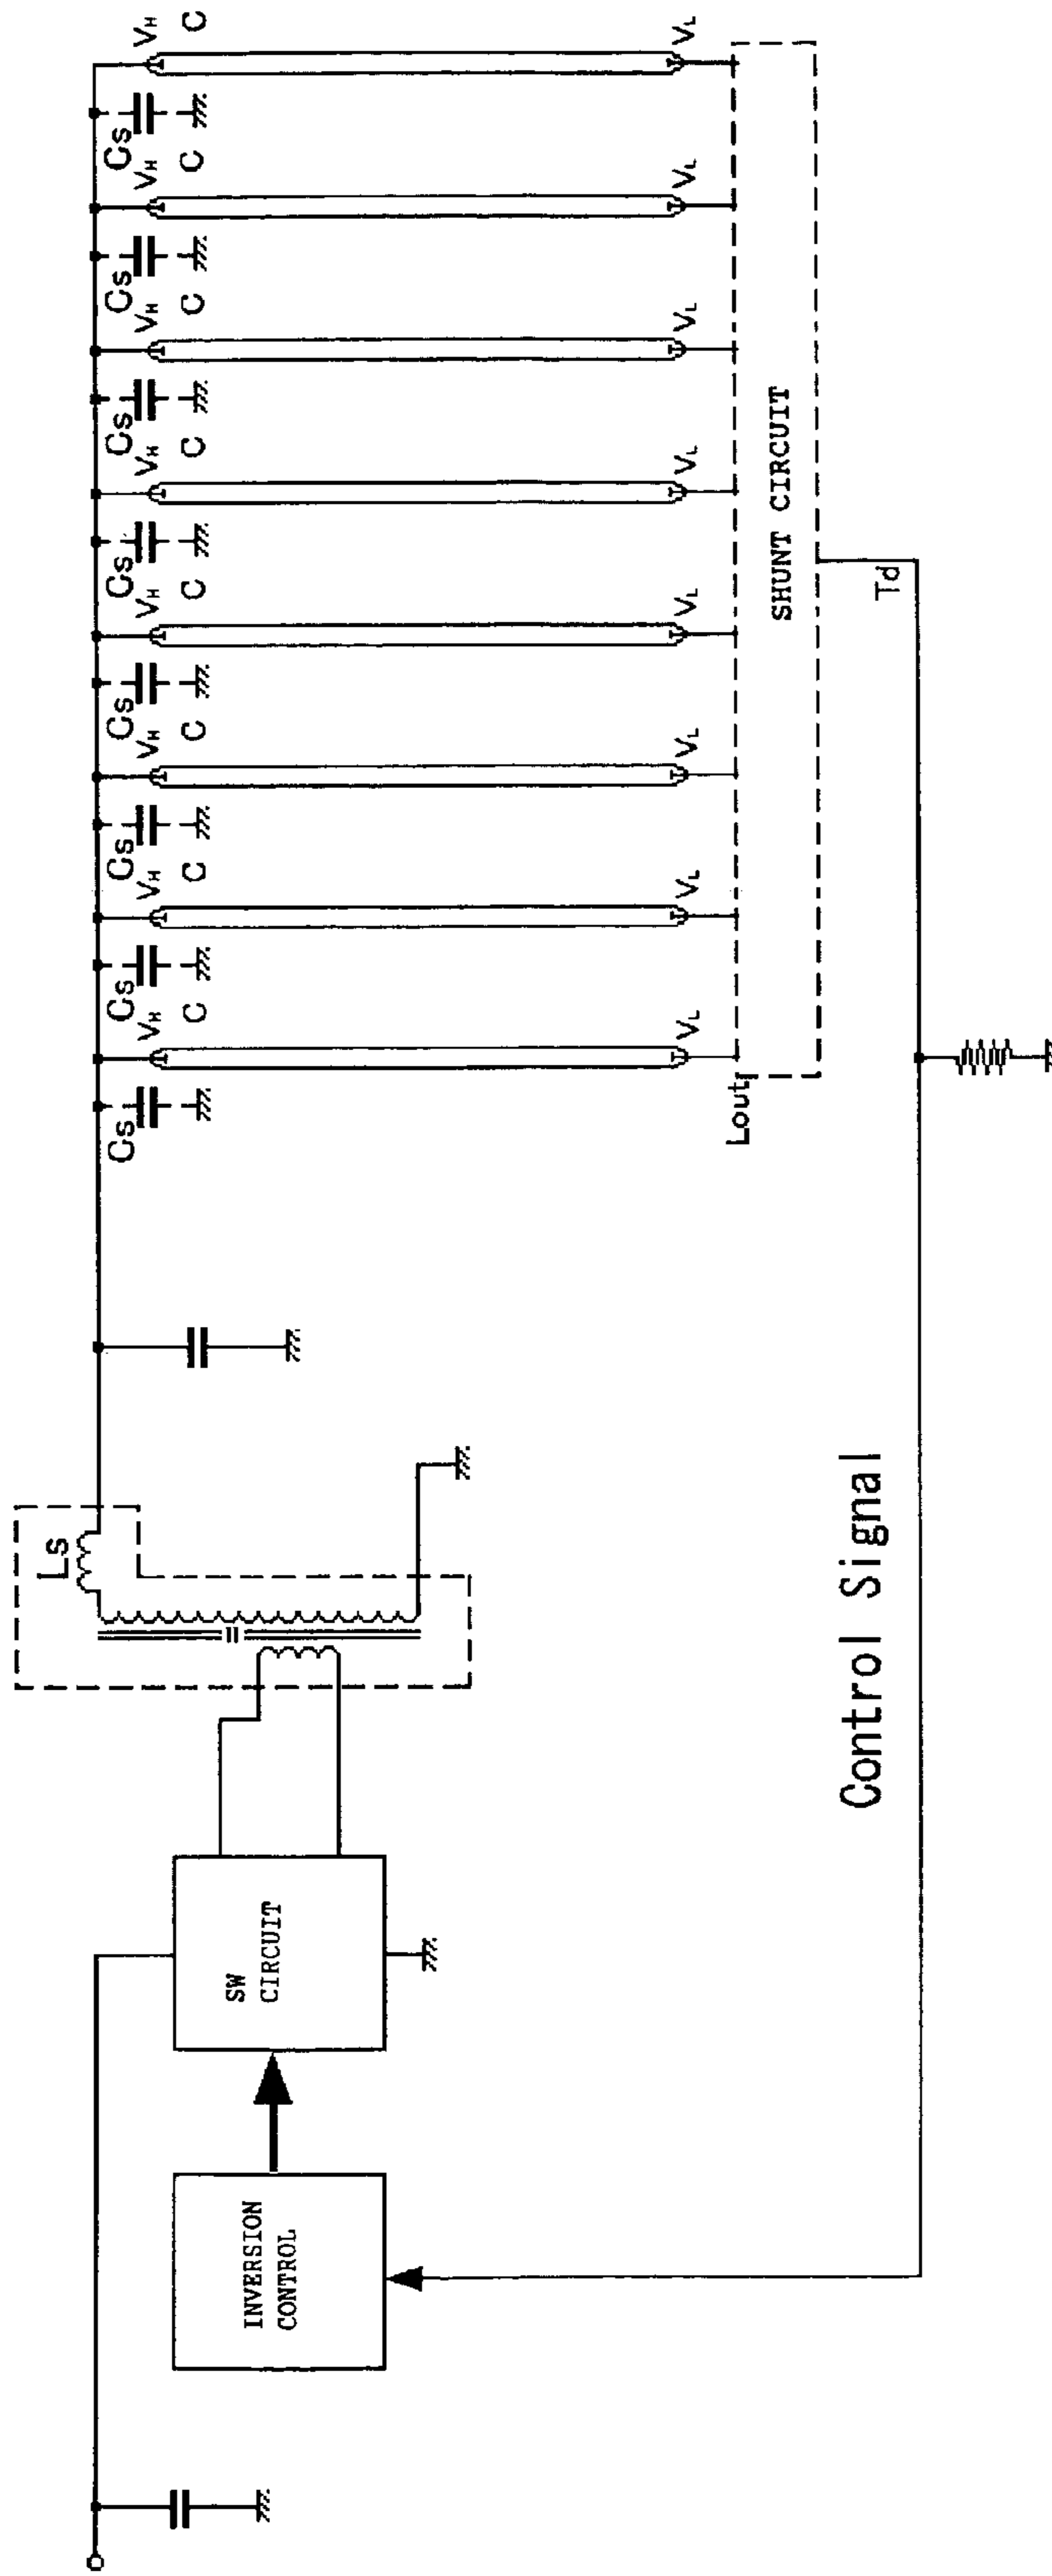 INVERSION
CONTROL
SW
CIRCUIT
Ls
Cs
VH
C
Cs
VH
C
Cs
VH
C
Cs
VH
C
Cs
VH
C
Cs
VH
C
Cs
VH
C
Cs
VH
C
VL
VL
VL
VL
VL
VL
VL
VL
Lout
SHUNT CIRCUIT
Td
Control Signal